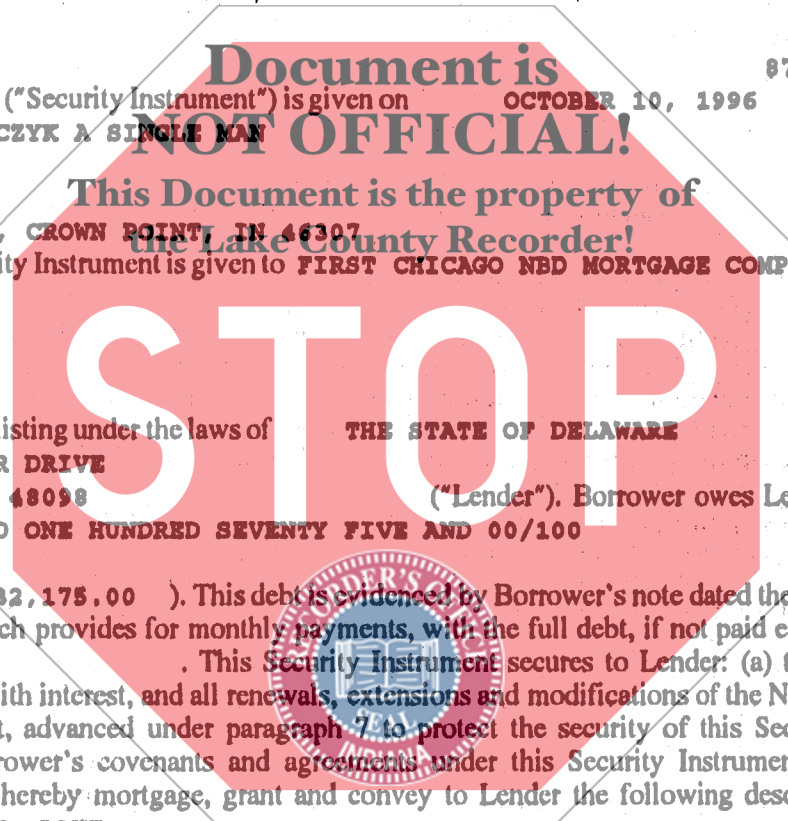 Document is
87
("Security Instrument") is given on OCTOBER 10, 1996
CZYK A SINGLE MAN
NOT OFFICIAL!
This Document is the property of
, CROWN POINT, IN 46307
the Lake County Recorder!
ity Instrument is given to FIRST CHICAGO NBD MORTGAGE COMP
STOP
isting under the laws of THE STATE OF DELAWARE
R DRIVE
48098 ("Lender"). Borrower owes Le
D ONE HUNDRED SEVENTY FIVE AND 00/100
RECORDER'S OFFICE
32,175.00 ). This debt is evidenced by Borrower's note dated the
ch provides for monthly payments, with the full debt, if not paid e
. This Security Instrument secures to Lender: (a) t
ith interest, and all renewals, extensions and modifications of the N
t, advanced under paragraph 7 to protect the security of this Sec
SEAL
rower's covenants and agreements under this Security Instrumen
INDIANA
hereby mortgage, grant and convey to Lender the following desc